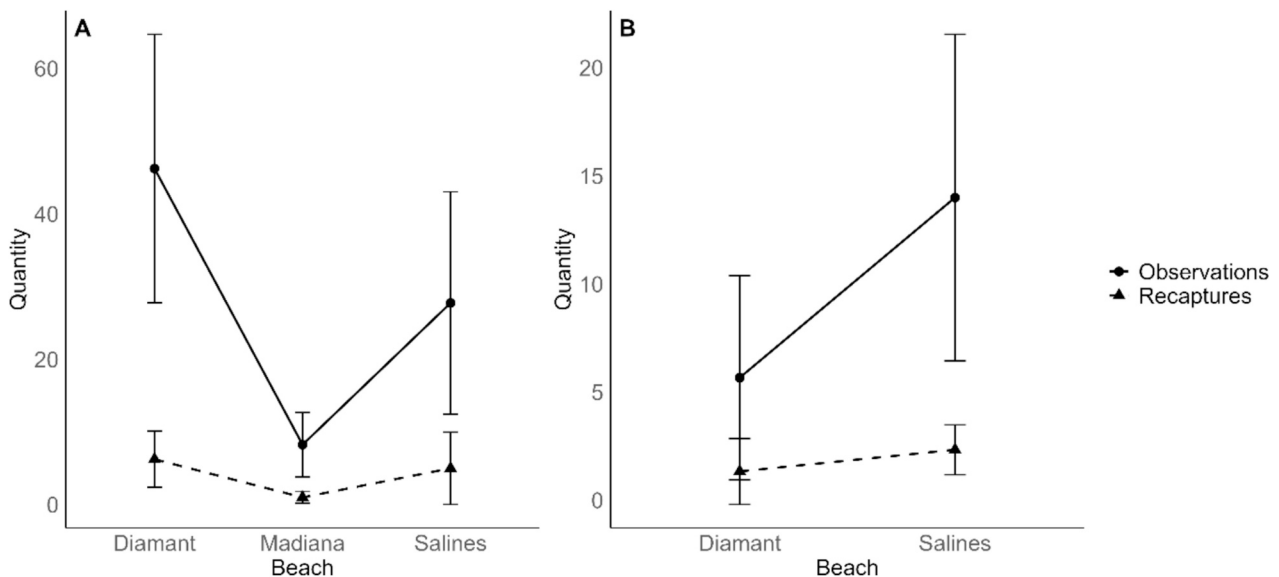 A
60
40
20
0
Quantity
Diamant Madiana Salines
Beach
B
20
15
10
5
0
Quantity
Diamant Salines
Beach
Observations
Recaptures